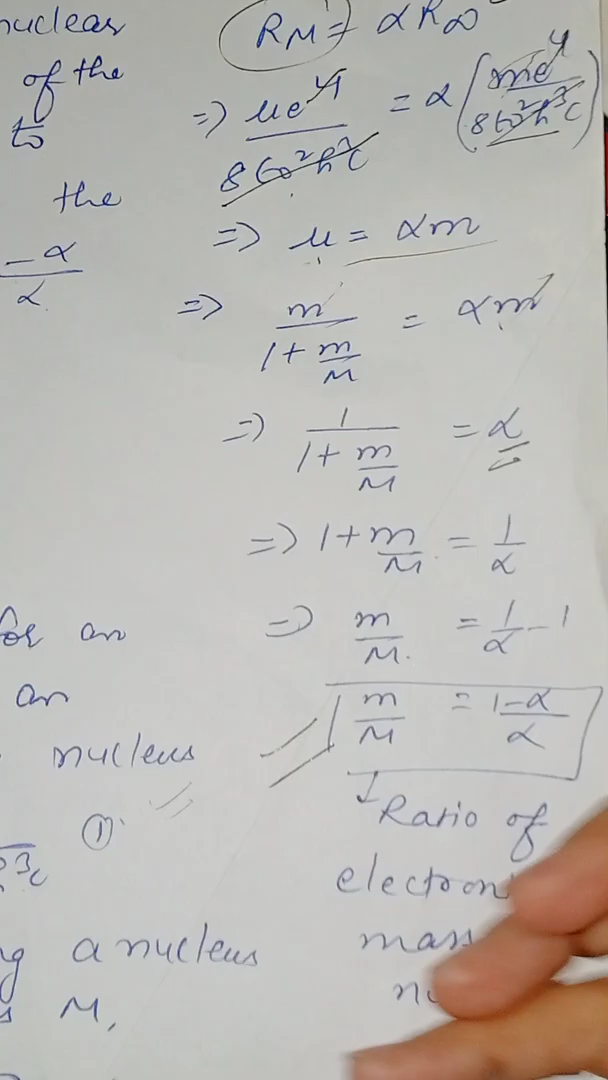 nuclear
of the
to
the
-α/α
for an
an
nucleus
①
a nucleus
M,
R_M = αR∞
=> μe⁴/8ε₀²h³c = α(me⁴/8ε₀²h³c)
=> μ = αm
=> m/(1+m/M) = αm
=> 1/(1+m/M) = α
=> 1+m/M = 1/α
=> m/M = 1/α - 1
m/M = 1-α/α
↓ Ratio of
electron
mass